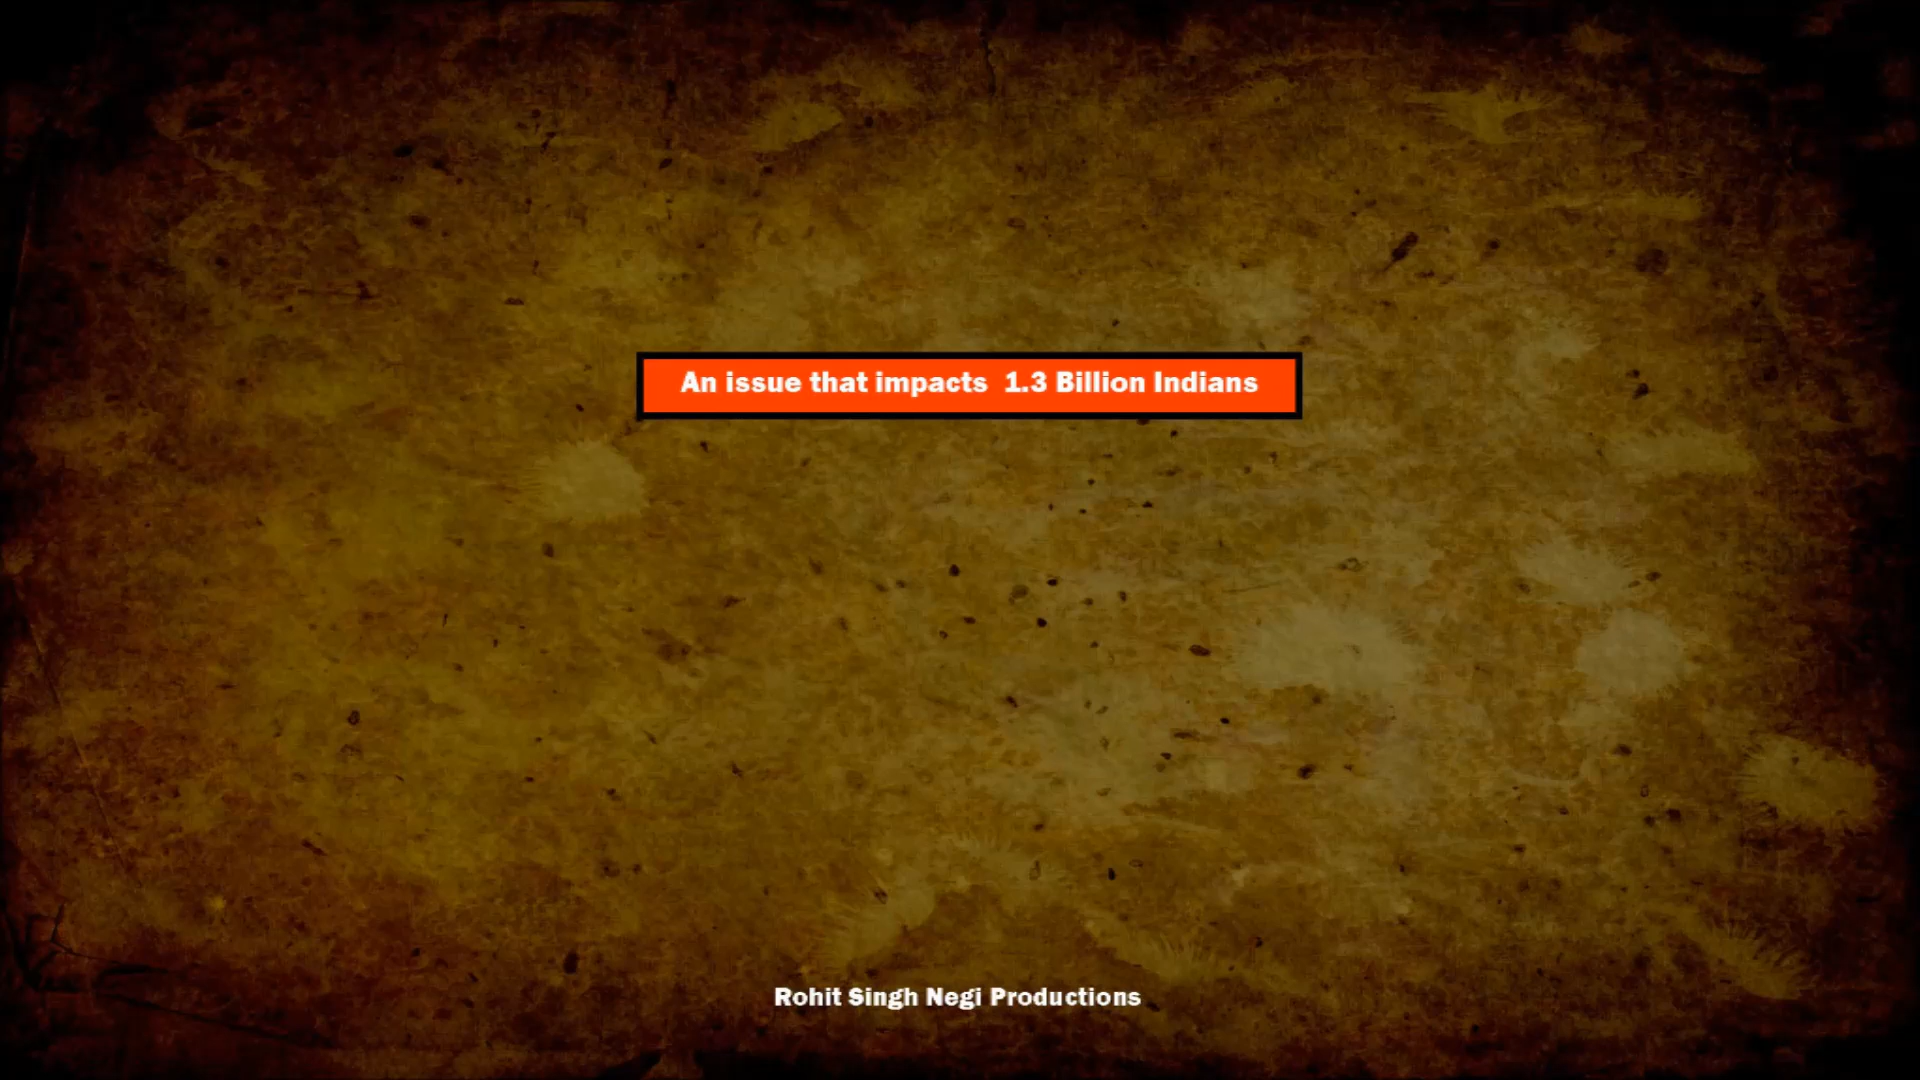 An issue that impacts  1.3 Billion Indians
Rohit Singh Negi Productions